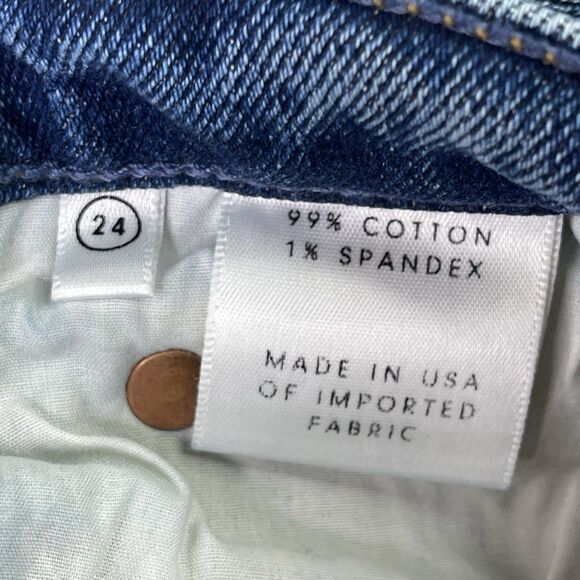 24
99% COTTON
1% SPANDEX
MADE IN USA
OF IMPORTED
FABRIC